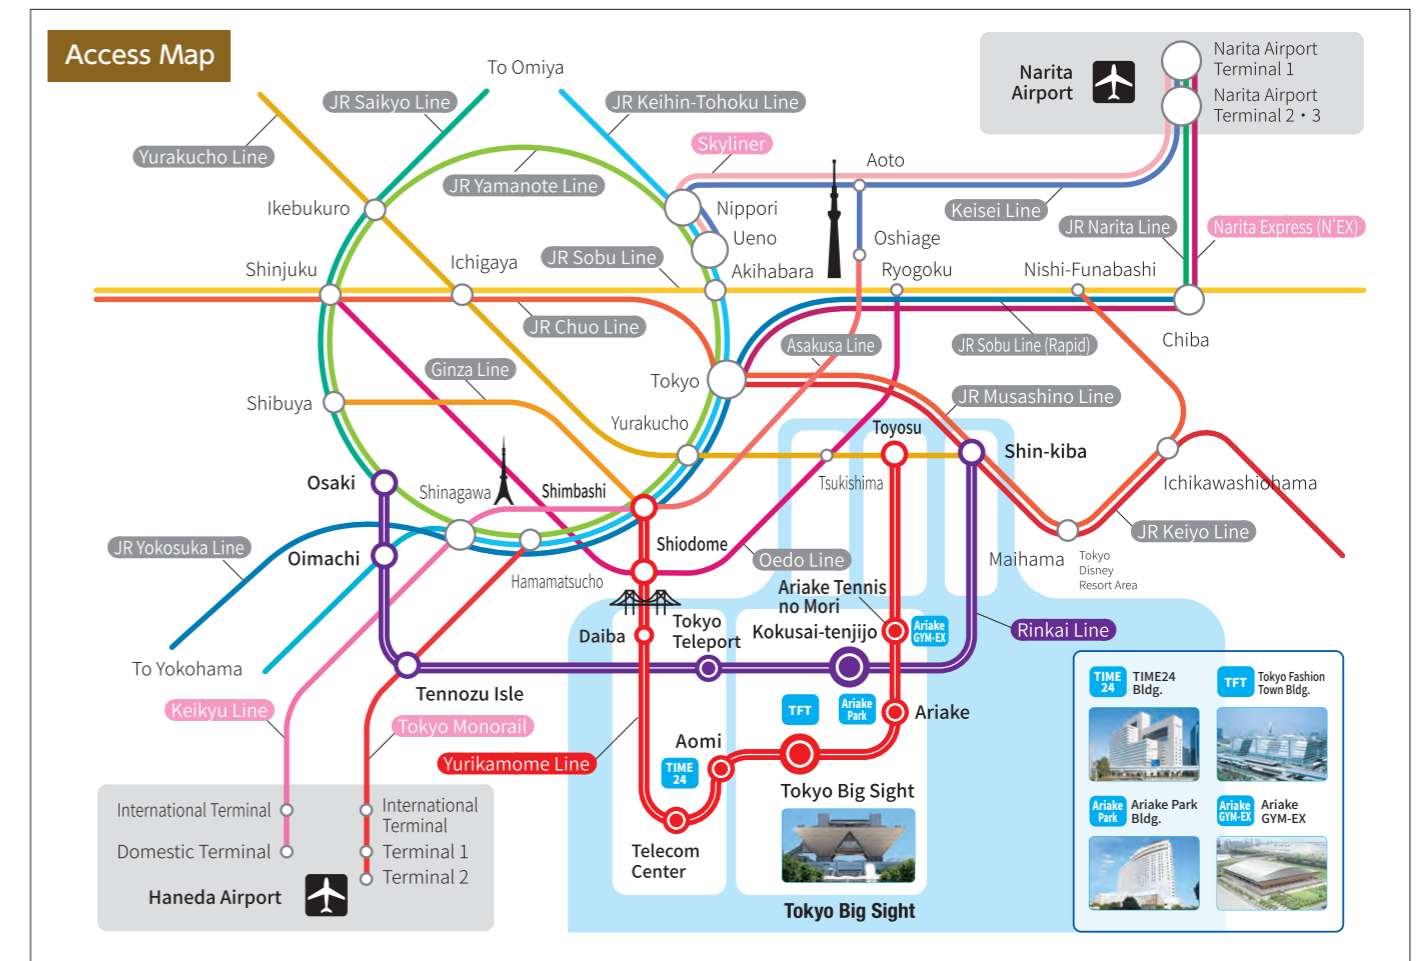 Access Map
To Omiya
JR Saikyo Line
JR Keihin-Tohoku Line
Yurakucho Line
JR Yamanote Line
Skyliner
Narita
Airport
Narita Airport
Terminal 1
Narita Airport
Terminal 2・3
Aoto
Keisei Line
Ikebukuro
Nippori
Ueno
Oshiage
JR Narita Line
Narita Express (N'EX)
Shinjuku
Ichigaya
JR Sobu Line
Akihabara
Ryogoku
Nishi-Funabashi
JR Chuo Line
Asakusa Line
JR Sobu Line (Rapid)
Chiba
Ginza Line
Tokyo
JR Musashino Line
Shibuya
Yurakucho
Toyosu
Shin-kiba
Osaki
Shinagawa
Shimbashi
Tsukishima
Ichikawashiohama
JR Yokosuka Line
Oimachi
Hamamatsucho
Shiodome
Oedo Line
Maihama
Tokyo
Disney
Resort Area
JR Keiyo Line
Ariake Tennis
no Mori
Daiba
Tokyo
Teleport
Kokusai-tenjijo
Ariake
GYM-EX
Rinkai Line
To Yokohama
Tennozu Isle
Keikyu Line
Tokyo Monorail
TFT
Ariake
Park
Ariake
Yurikamome Line
Aomi
TIME
24
Tokyo Big Sight
Telecom
Center
Tokyo Big Sight
International Terminal
Domestic Terminal
International
Terminal
Terminal 1
Terminal 2
Haneda Airport
TIME
24
TIME24
Bldg.
TFT
Tokyo Fashion
Town Bldg.
Ariake
Park
Ariake Park
Bldg.
Ariake
GYM-EX
Ariake
GYM-EX